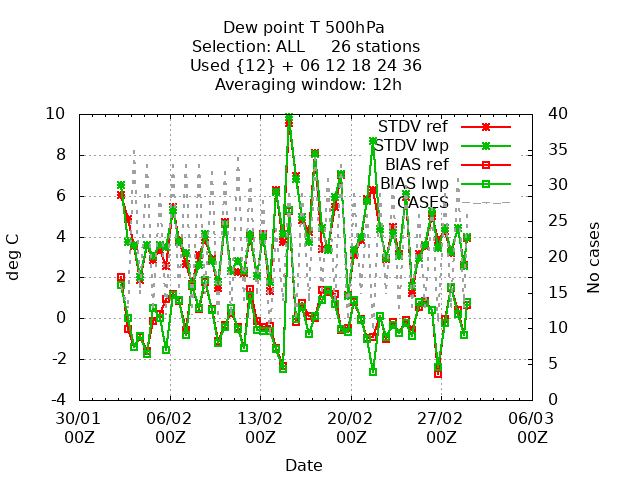 Dew point T 500hPa
Selection: ALL     26 stations
Used {12} + 06 12 18 24 36
Averaging window: 12h
10
8
6
4
2
0
-2
-4
deg C
40
35
30
25
20
15
10
5
0
No cases
STDV ref
STDV lwp
BIAS ref
BIAS lwp
CASES
30/01 06/02 13/02 20/02 27/02 06/03
00Z 00Z 00Z 00Z 00Z 00Z
Date